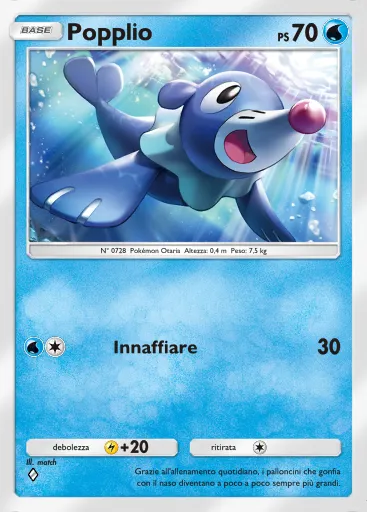 BASE
Popplio
PS 70
N° 0728 Pokémon Otaria Altezza: 0,4 m Peso: 7,5 kg
Innaffiare 30
debolezza +20 ritirata
Ill. match
Grazie all'allenamento quotidiano, i palloncini che gonfia
con il naso diventano a poco a poco sempre più grandi.